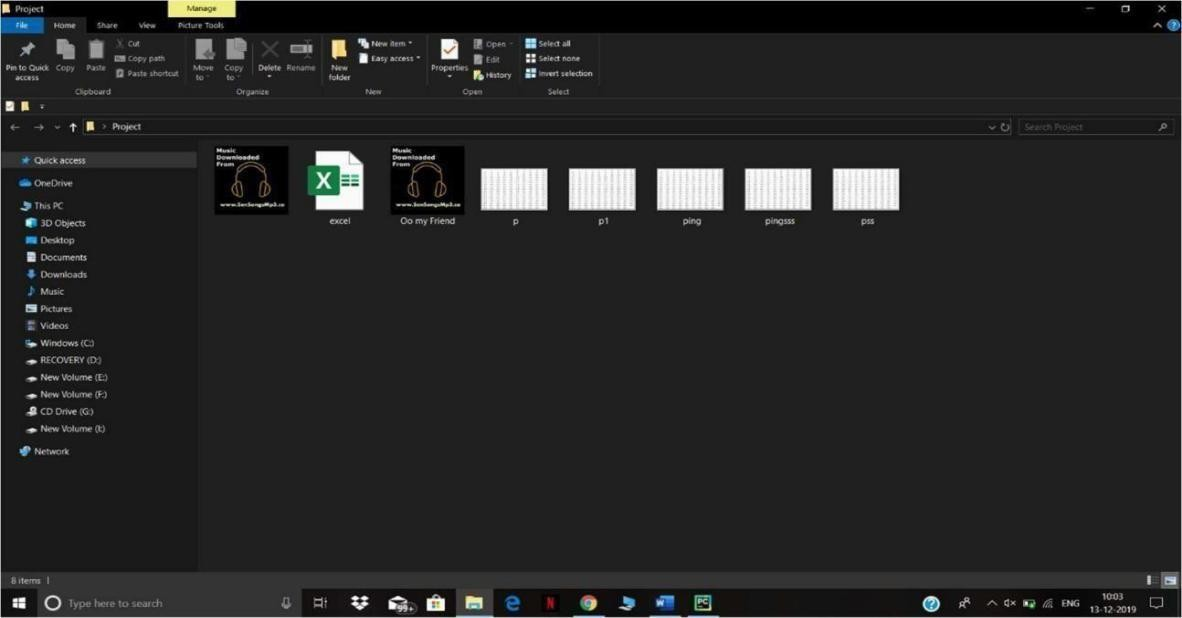 Project
Manage
File Home Share View Picture Tools
Pin to Quick access
Copy
Paste
Cut
Copy path
Paste shortcut
Clipboard
Move to
Copy to
Delete
Rename
Organize
New folder
New item
Easy access
New
Properties
Open
Edit
History
Open
Select all
Select none
Invert selection
Select
Project
Search Project
Quick access
OneDrive
This PC
3D Objects
Desktop
Documents
Downloads
Music
Pictures
Videos
Windows (C:)
RECOVERY (D:)
New Volume (E:)
New Volume (F:)
CD Drive (G:)
New Volume (I:)
Network
Music
Downloaded
From
X
excel
Music
Downloaded
From
Oo my Friend
p
p1
ping
pingsss
pss
8 items
Type here to search
99+
N
W
PC
ENG
10:03
13-12-2019